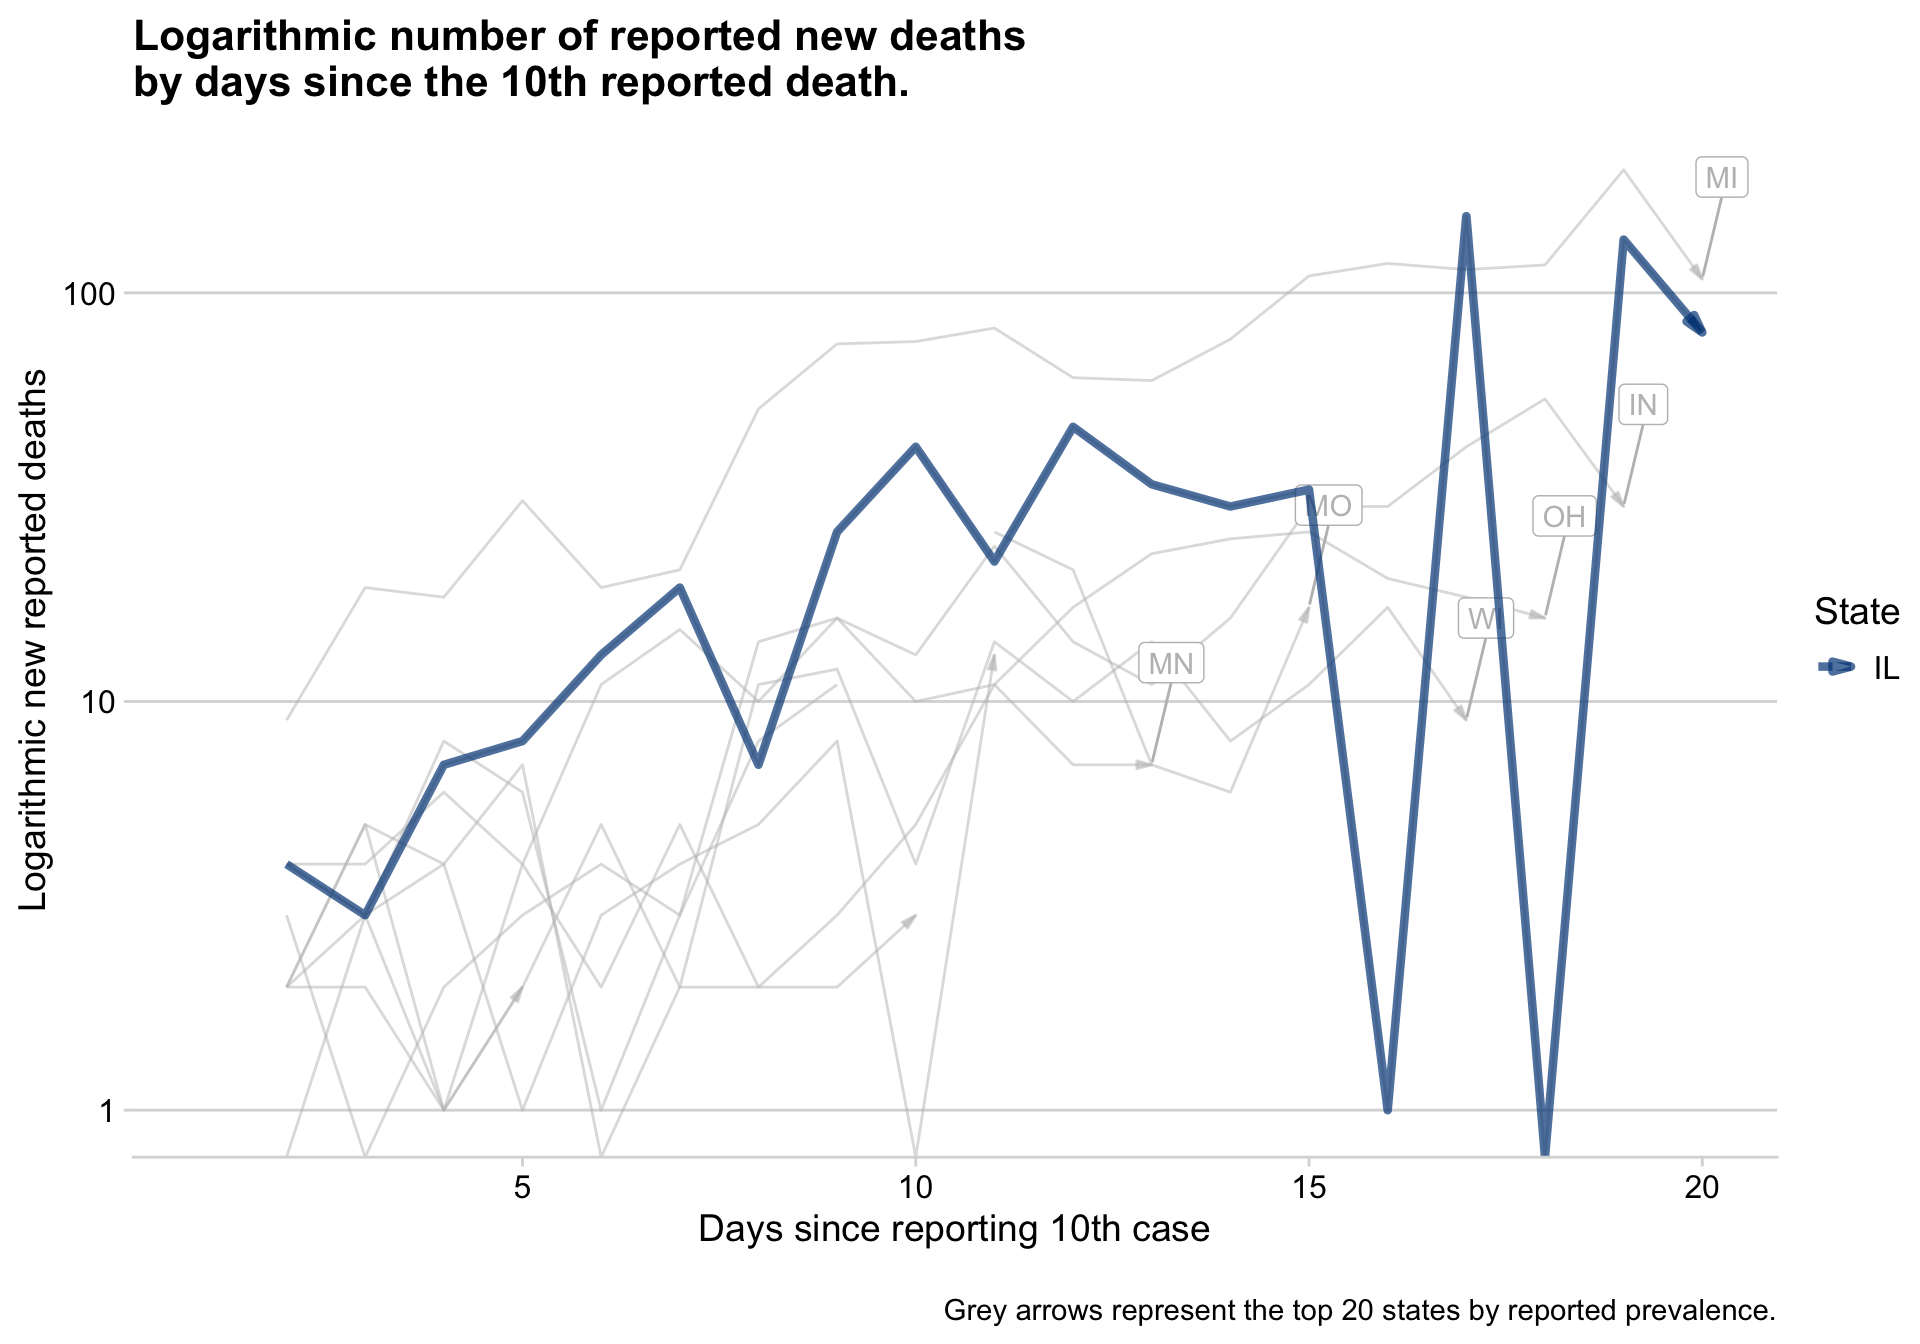 Logarithmic number of reported new deaths
by days since the 10th reported death.
Logarithmic new reported deaths
100
10
1
MI
IN
MO
OH
WI
MN
State
IL
5
10
15
20
Days since reporting 10th case
Grey arrows represent the top 20 states by reported prevalence.